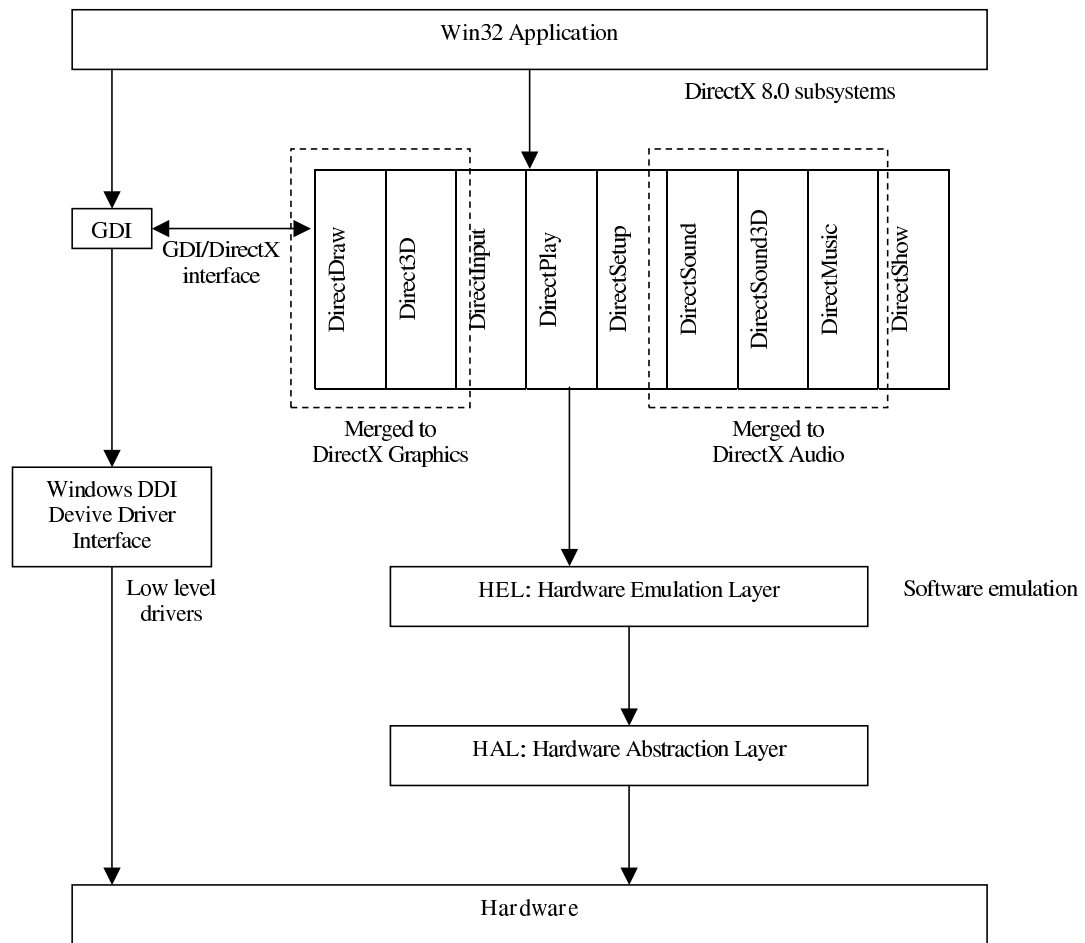 Win32 Application
DirectX 8.0 subsystems
GDI
GDI/DirectX
interface
DirectDraw
Direct3D
DirectInput
DirectPlay
DirectSetup
DirectSound
DirectSound3D
DirectMusic
DirectShow
Merged to
DirectX Graphics
Merged to
DirectX Audio
Windows DDI
Devive Driver
Interface
Low level
drivers
HEL: Hardware Emulation Layer
Software emulation
HAL: Hardware Abstraction Layer
Hardware